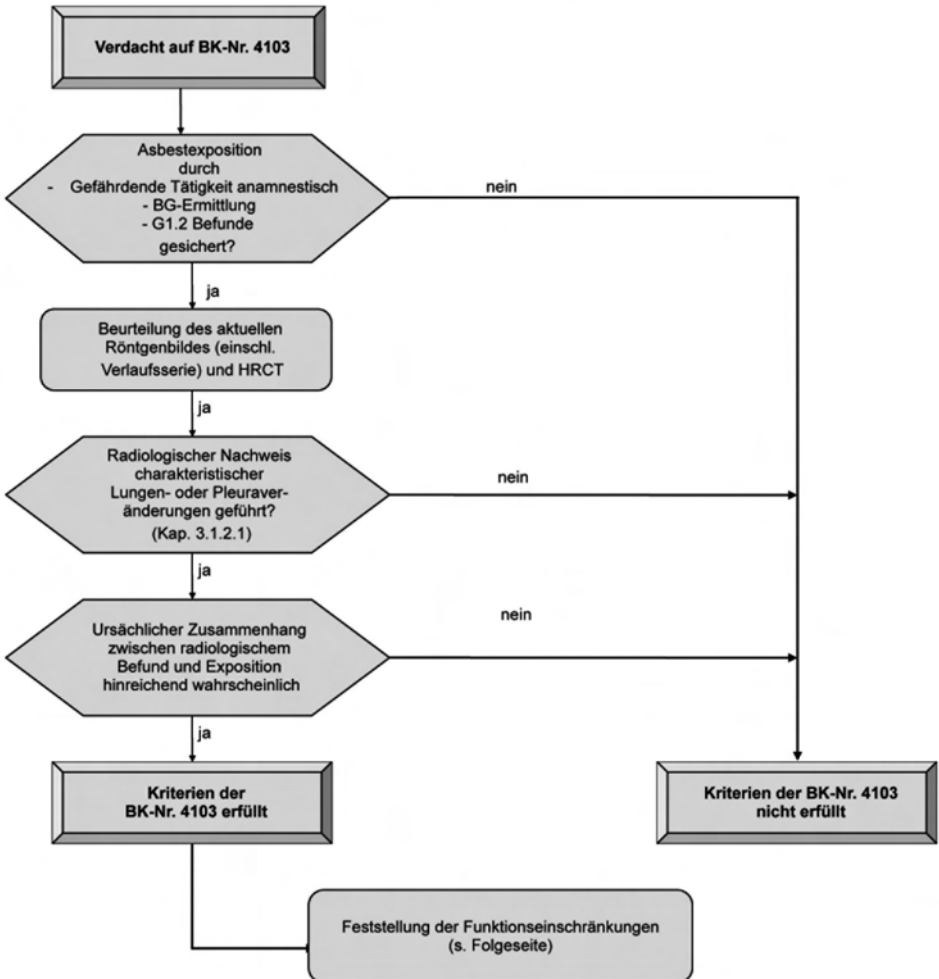 Verdacht auf BK-Nr. 4103
Asbestexposition
durch
- Gefährdende Tätigkeit anamnestisch
- BG-Ermittlung
- G1.2 Befunde
gesichert?
nein
ja
Beurteilung des aktuellen
Röntgenbildes (einschl.
Verlaufsserie) und HRCT
ja
Radiologischer Nachweis
charakteristischer
Lungen- oder Pleuraver-
änderungen geführt?
(Kap. 3.1.2.1)
nein
ja
Ursächlicher Zusammenhang
zwischen radiologischem
Befund und Exposition
hinreichend wahrscheinlich
nein
ja
Kriterien der
BK-Nr. 4103 erfüllt
Kriterien der BK-Nr. 4103
nicht erfüllt
Feststellung der Funktionseinschränkungen
(s. Folgeseite)